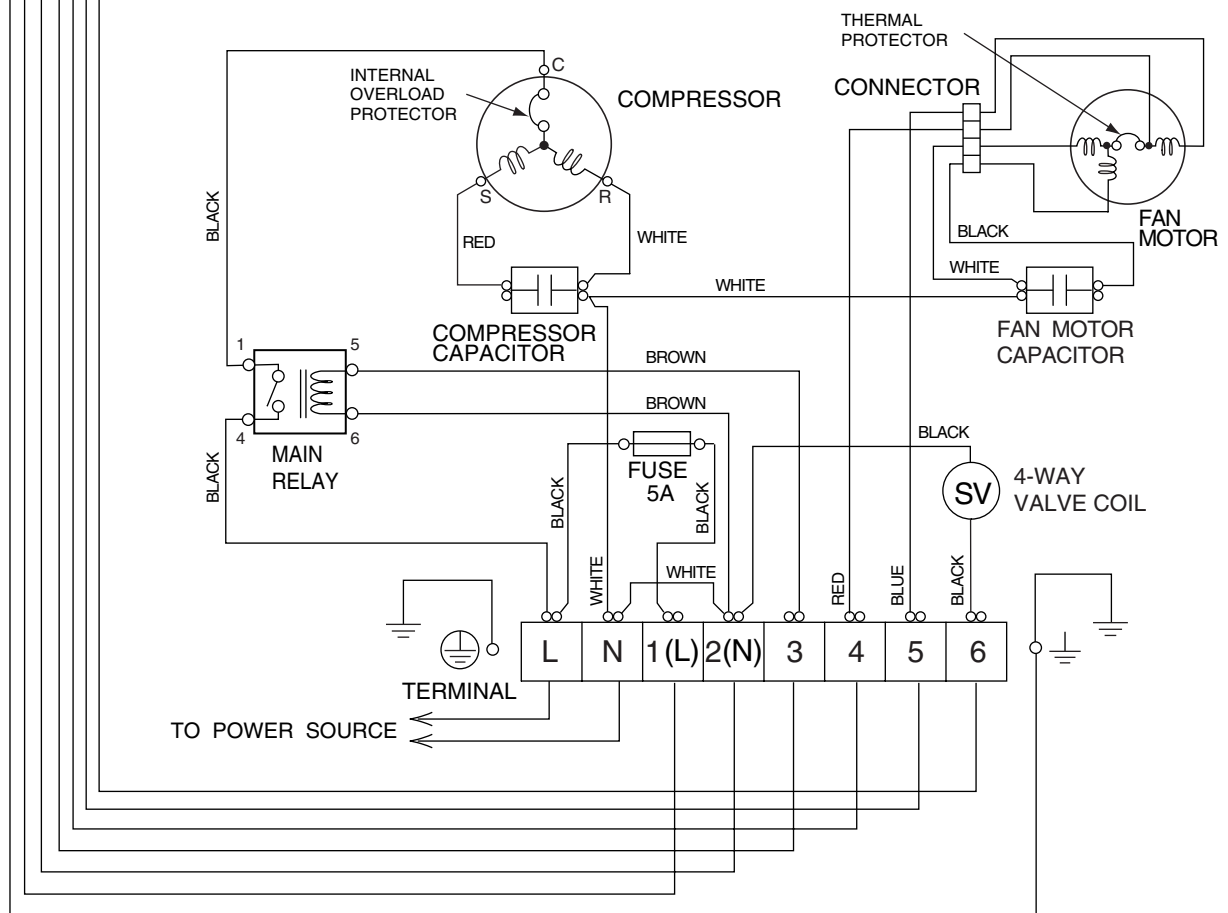 THERMAL
PROTECTOR
C
INTERNAL
OVERLOAD
PROTECTOR
COMPRESSOR
CONNECTOR
BLACK
S
R
RED
WHITE
FAN
MOTOR
BLACK
WHITE
WHITE
COMPRESSOR
CAPACITOR
FAN MOTOR
CAPACITOR
1
5
BROWN
4
6
BROWN
MAIN
RELAY
BLACK
FUSE
5A
BLACK
BLACK
BLACK
SV
4-WAY
VALVE COIL
WHITE
WHITE
RED
BLUE
BLACK
L
N
1(L)
2(N)
3
4
5
6
TERMINAL
TO POWER SOURCE